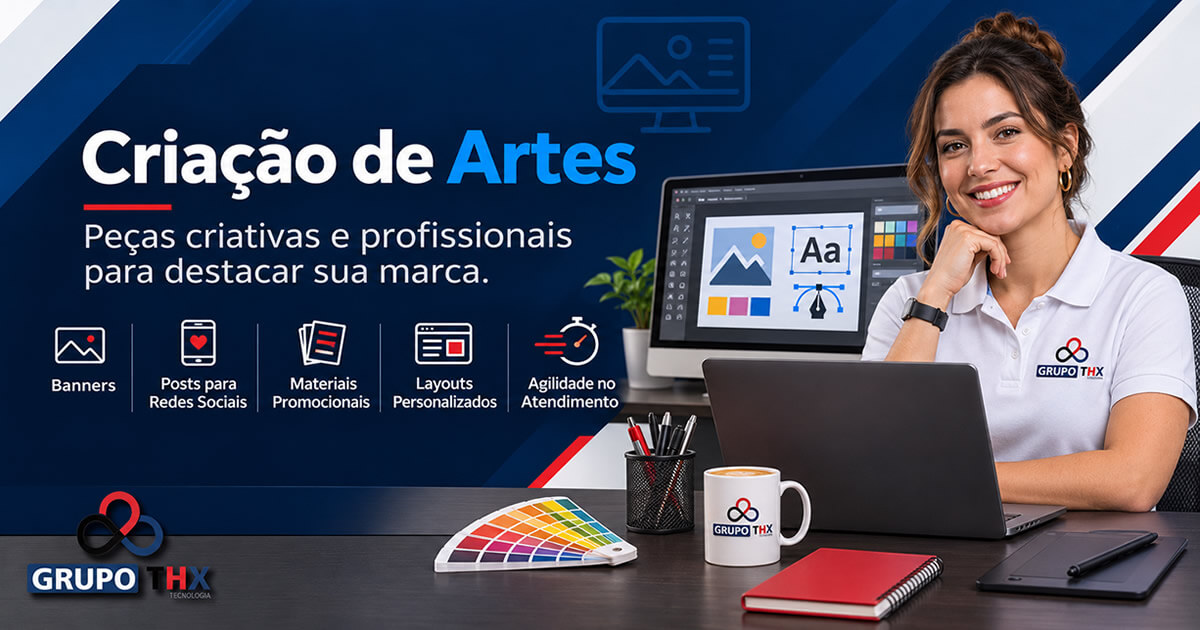 Criação de Artes
Peças criativas e profissionais
para destacar sua marca.
Banners
Posts para
Redes Sociais
Materiais
Promocionais
Layouts
Personalizados
Agilidade no
Atendimento
Aa
GRUPO THX
GRUPO THX
GRUPO THX
TECNOLOGIA